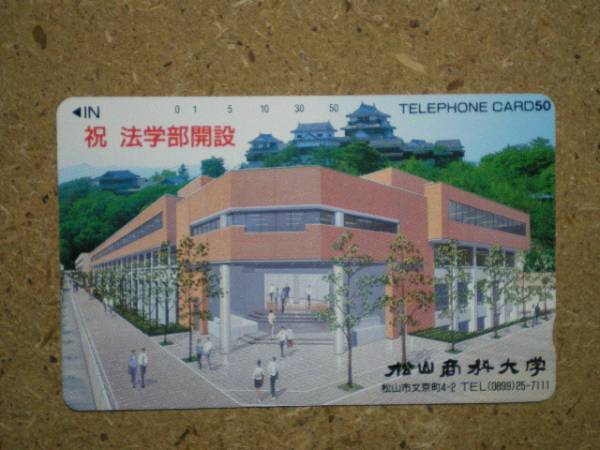 ◀IN 0 1 5 10 30 50 TELEPHONE CARD50
祝 法学部開設
松山商科大学
松山市文京町4-2 TEL(0899)25-7111